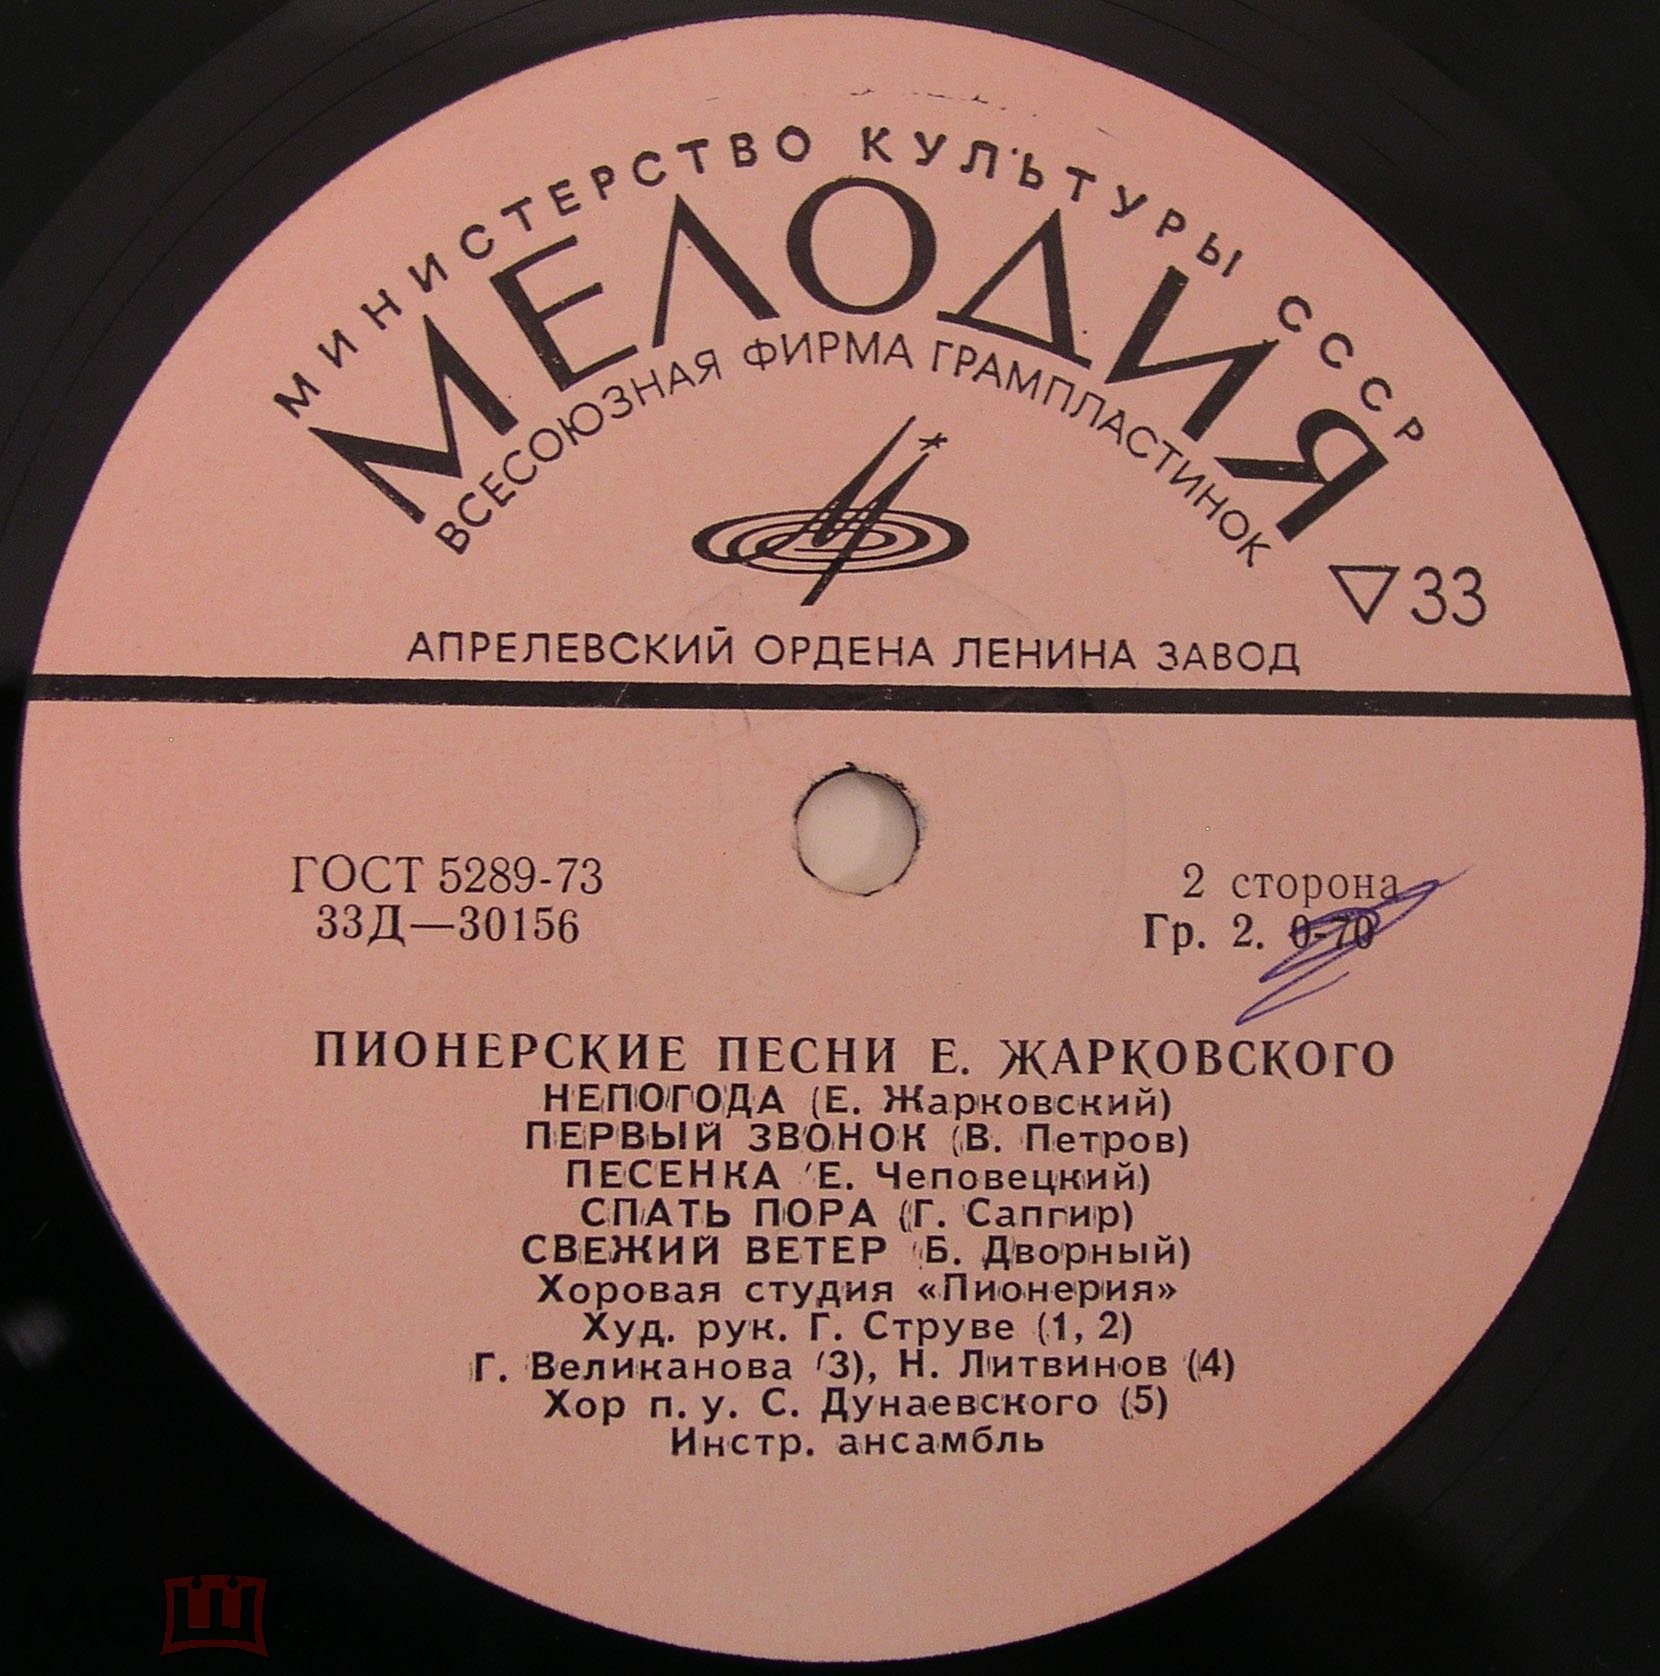 МИНИСТЕРСТВО КУЛЬТУРЫ СССР
МЕЛОДИЯ
ВСЕСОЮЗНАЯ ФИРМА ГРАМПЛАСТИНОК
33
АПРЕЛЕВСКИЙ ОРДЕНА ЛЕНИНА ЗАВОД
ГОСТ 5289-73
33Д—30156
2 сторона
Гр. 2. 0-70
ПИОНЕРСКИЕ ПЕСНИ Е. ЖАРКОВСКОГО
НЕПОГОДА (Е. Жарковский)
ПЕРВЫЙ ЗВОНОК (В. Петров)
ПЕСЕНКА (Е. Чеповецкий)
СПАТЬ ПОРА (Г. Сапгир)
СВЕЖИЙ ВЕТЕР (Б. Дворный)
Хоровая студия «Пионерия»
Худ. рук. Г. Струве (1, 2)
Г. Великанова (3), Н. Литвинов (4)
Хор п. у. С. Дунаевского (5)
Инстр. ансамбль